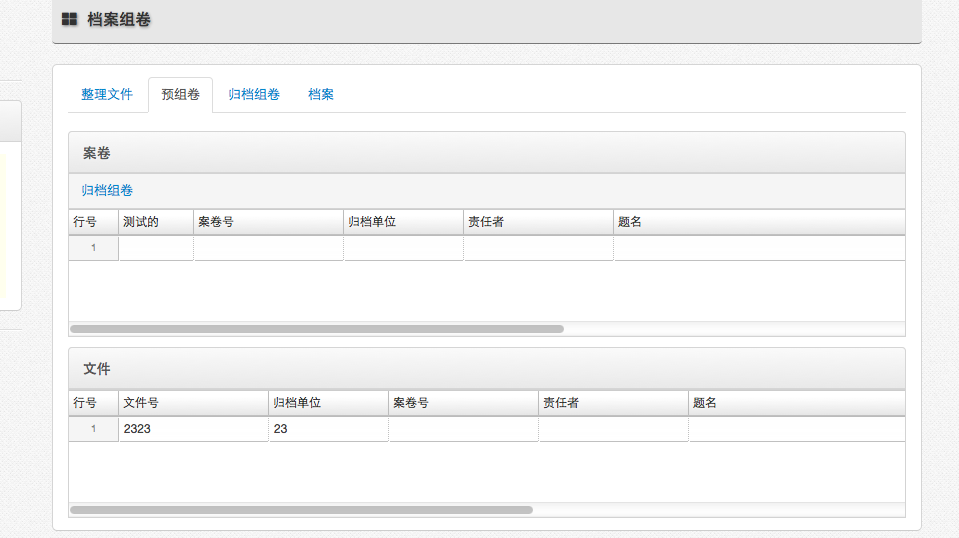 档案组卷
整理文件 预组卷 归档组卷 档案
案卷
归档组卷
行号 测试的 案卷号 归档单位 责任者 题名
1
文件
行号 文件号 归档单位 案卷号 责任者 题名
1 2323 23